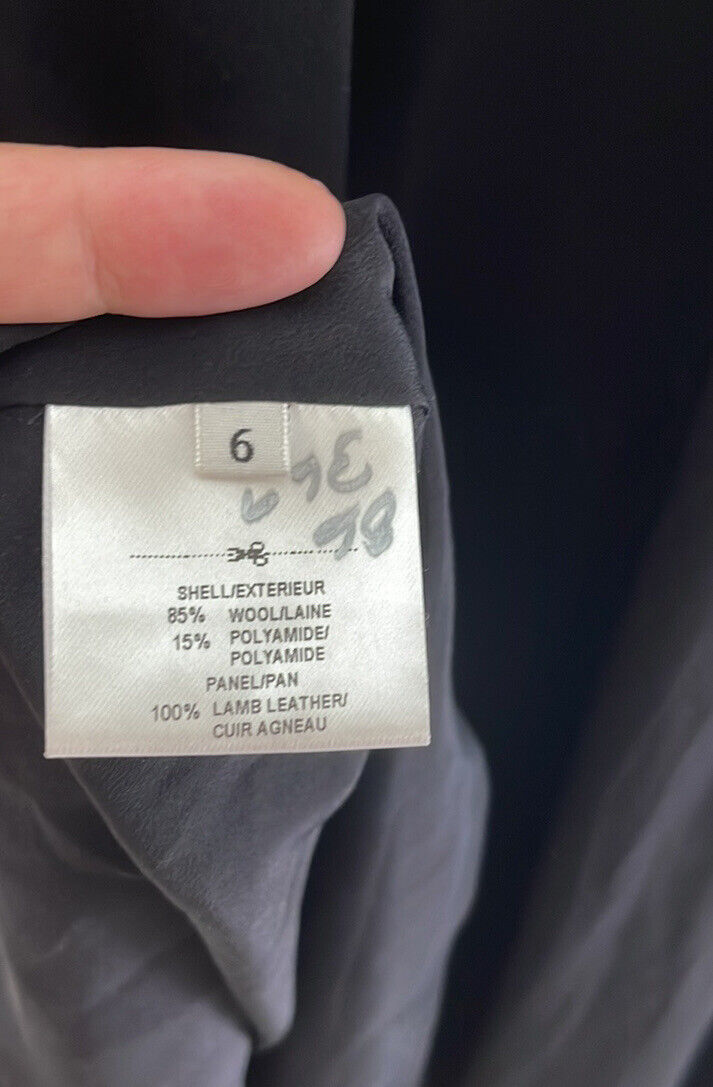 6
SHELL/EXTERIEUR
85% WOOL/LAINE
15% POLYAMIDE/
POLYAMIDE
PANEL/PAN
100% LAMB LEATHER/
CUIR AGNEAU